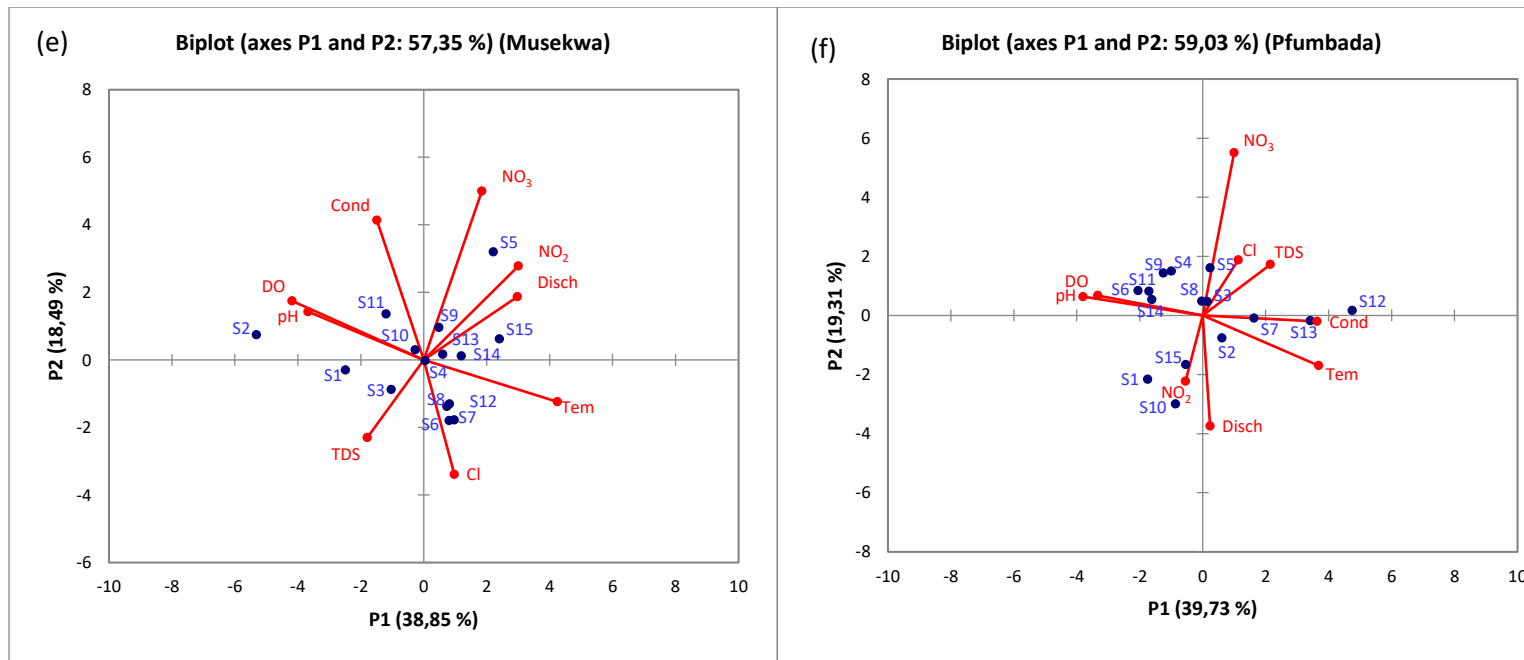 (e)
Biplot (axes P1 and P2: 57,35 %) (Musekwa)
8
6
4
2
0
-2
-4
-6
-10
-8
-6
-4
-2
0
2
4
6
8
10
P2 (18,49 %)
P1 (38,85 %)
NO3
Cond
S5
NO2
Disch
DO
pH
S11
S9
S2
S10
S13
S15
S14
S4
S1
S3
S8
S12
S6
S7
Tem
TDS
Cl
(f)
Biplot (axes P1 and P2: 59,03 %) (Pfumbada)
8
6
4
2
0
-2
-4
-6
-8
-10
-8
-6
-4
-2
0
2
4
6
8
10
P2 (19,31 %)
P1 (39,73 %)
NO3
Cl
TDS
S9
S4
S5
DO
S11
S6
S8
S3
pH
S14
S12
S7
S13
Cond
S2
S15
Tem
S1
NO2
S10
Disch